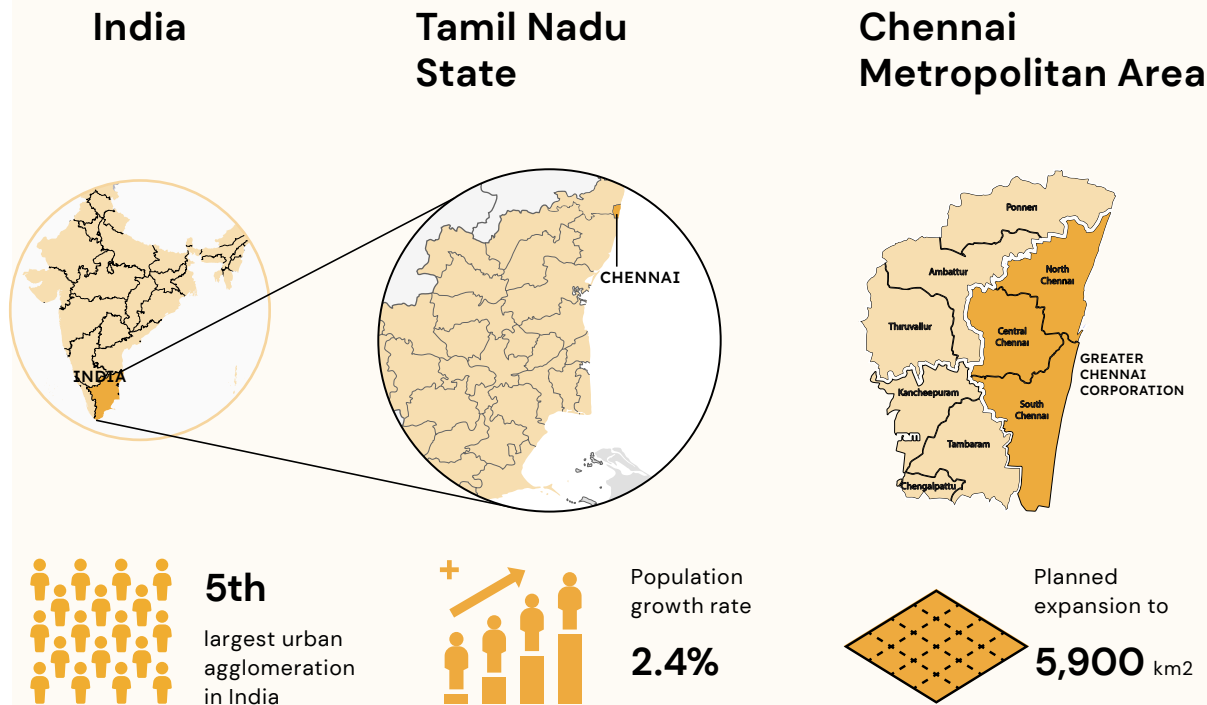 India
Tamil Nadu
State
Chennai
Metropolitan Area
INDIA
CHENNAI
Ponneri
Ambattur
North
Chennai
Thiruvallur
Central
Chennai
GREATER
CHENNAI
CORPORATION
Kancheepuram
South
Chennai
Tambaram
Chengalpattu
5th
largest urban
agglomeration
in India
+
Population
growth rate
2.4%
Planned
expansion to
5,900 km2